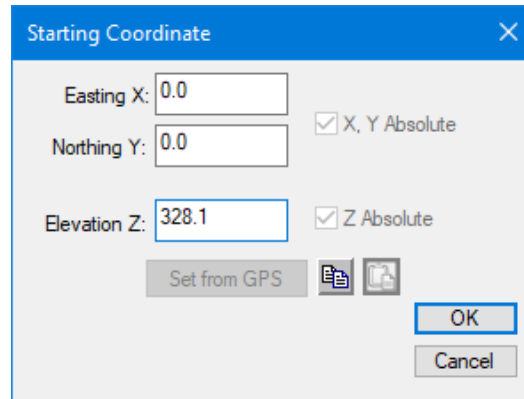 Starting Coordinate
Easting X: 0.0
X, Y Absolute
Northing Y: 0.0
Elevation Z: 328.1 Z Absolute
Set from GPS
OK
Cancel